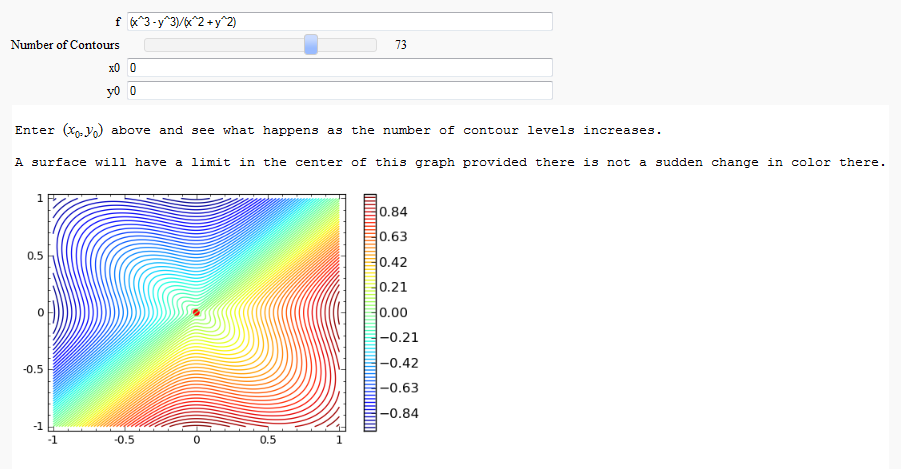 f (x^3 - y^3)/(x^2 + y^2)
Number of Contours 73
x0 0
y0 0
Enter (x₀,y₀) above and see what happens as the number of contour levels increases.
A surface will have a limit in the center of this graph provided there is not a sudden change in color there.
1
0.5
0
-0.5
-1
-1 -0.5 0 0.5 1
0.84
0.63
0.42
0.21
0.00
−0.21
−0.42
−0.63
−0.84